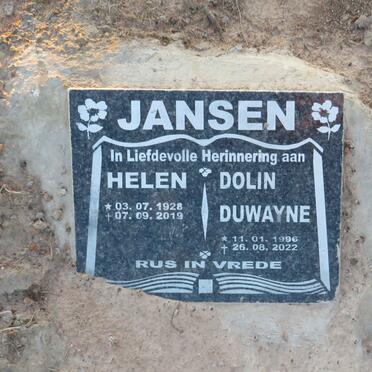 JANSEN
In Liefdevolle Herinnering aan
HELEN
★ 03. 07. 1928
✝ 07. 09. 2019
DOLIN
DUWAYNE
★ 11. 01. 1996
✝ 26. 08. 2022
RUS IN VREDE